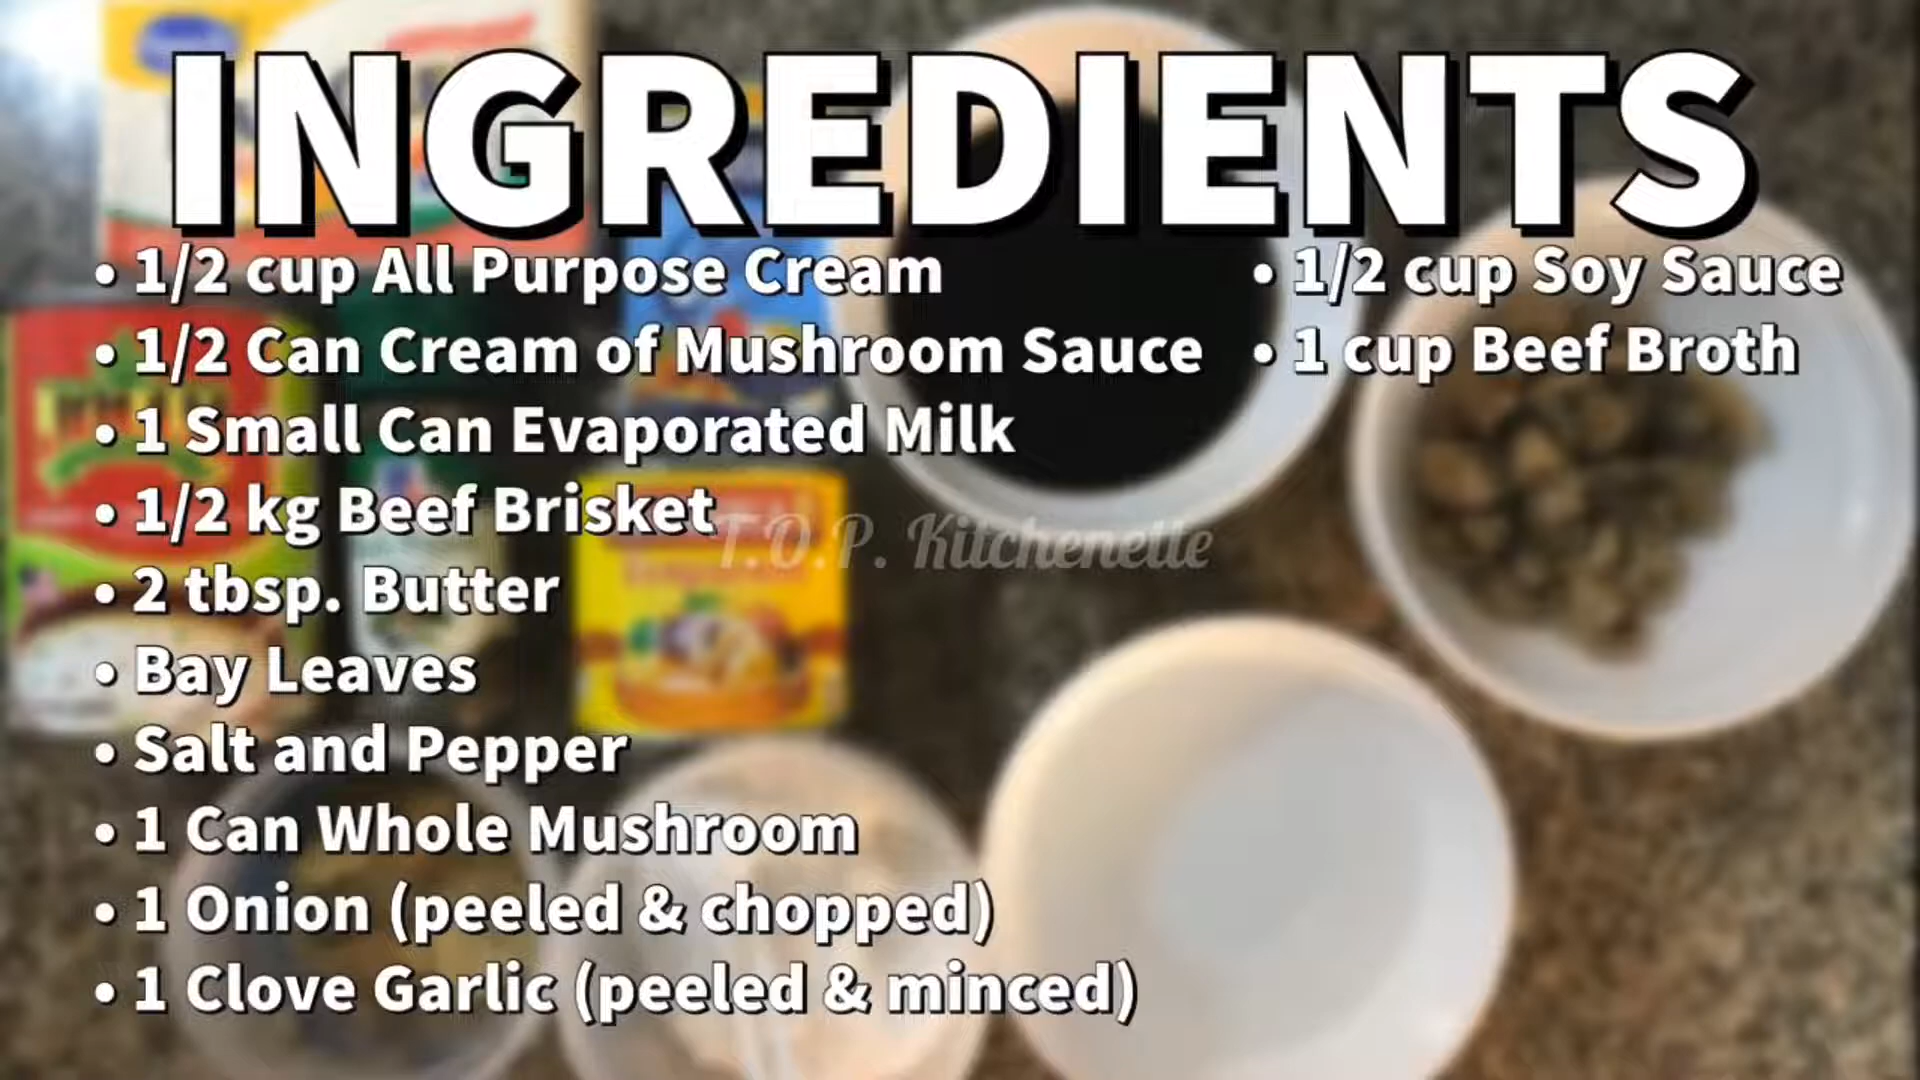 INGREDIENTS
• 1/2 cup All Purpose Cream
• 1/2 Can Cream of Mushroom Sauce
• 1 Small Can Evaporated Milk
• 1/2 kg Beef Brisket
• 2 tbsp. Butter
• Bay Leaves
• Salt and Pepper
• 1 Can Whole Mushroom
• 1 Onion (peeled & chopped)
• 1 Clove Garlic (peeled & minced)
• 1/2 cup Soy Sauce
• 1 cup Beef Broth
T.O.P. Kitchenette